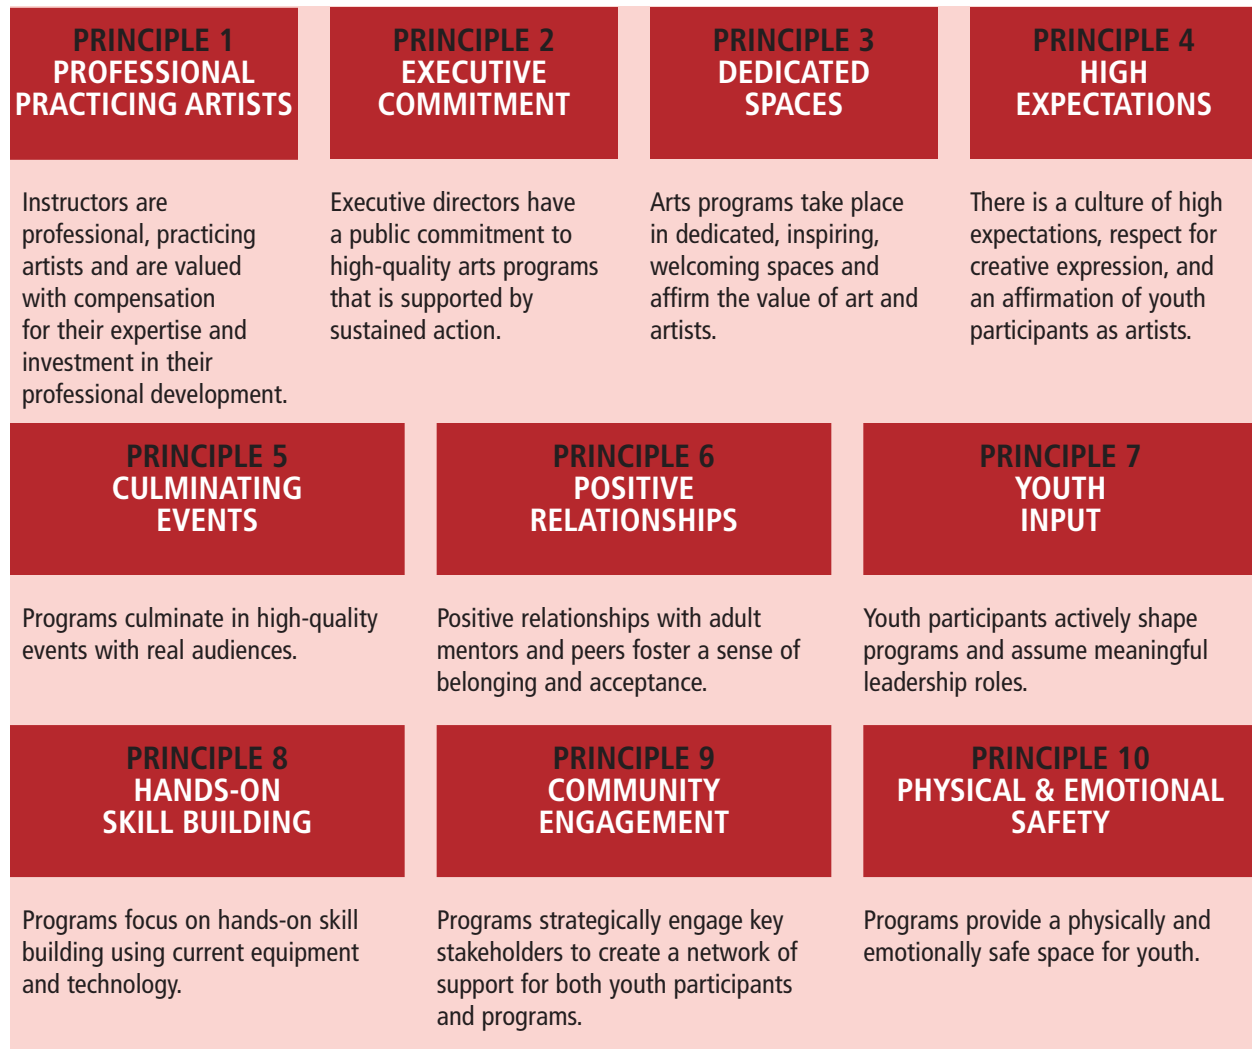 PRINCIPLE 1
PROFESSIONAL
PRACTICING ARTISTS
Instructors are
professional, practicing
artists and are valued
with compensation
for their expertise and
investment in their
professional development.
PRINCIPLE 2
EXECUTIVE
COMMITMENT
Executive directors have
a public commitment to
high-quality arts programs
that is supported by
sustained action.
PRINCIPLE 3
DEDICATED
SPACES
Arts programs take place
in dedicated, inspiring,
welcoming spaces and
affirm the value of art and
artists.
PRINCIPLE 4
HIGH
EXPECTATIONS
There is a culture of high
expectations, respect for
creative expression, and
an affirmation of youth
participants as artists.
PRINCIPLE 5
CULMINATING
EVENTS
Programs culminate in high-quality
events with real audiences.
PRINCIPLE 6
POSITIVE
RELATIONSHIPS
Positive relationships with adult
mentors and peers foster a sense of
belonging and acceptance.
PRINCIPLE 7
YOUTH
INPUT
Youth participants actively shape
programs and assume meaningful
leadership roles.
PRINCIPLE 8
HANDS-ON
SKILL BUILDING
Programs focus on hands-on skill
building using current equipment
and technology.
PRINCIPLE 9
COMMUNITY
ENGAGEMENT
Programs strategically engage key
stakeholders to create a network of
support for both youth participants
and programs.
PRINCIPLE 10
PHYSICAL & EMOTIONAL
SAFETY
Programs provide a physically and
emotionally safe space for youth.